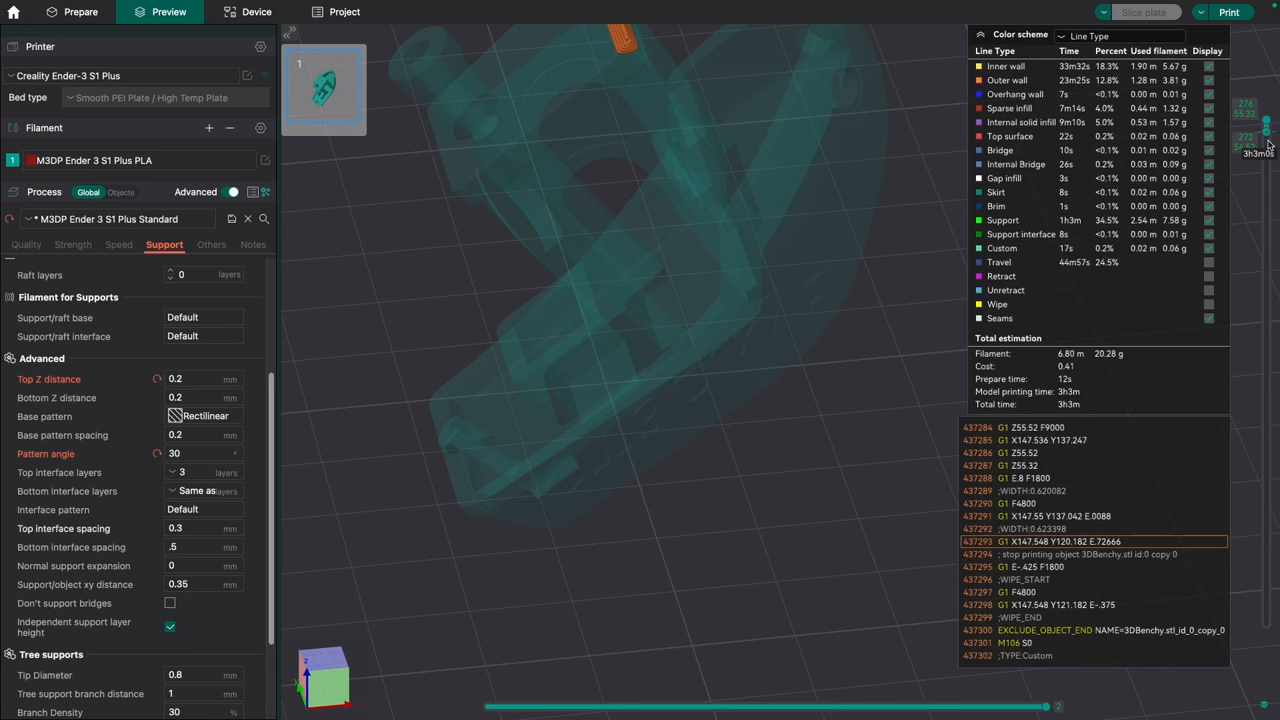 Prepare
Preview
Device
Project
Slice plate
Print
Printer
Creality Ender-3 S1 Plus
Bed type
Smooth PEI Plate / High Temp Plate
Filament
1 M3DP Ender 3 S1 Plus PLA
Process Global Objects Advanced
* M3DP Ender 3 S1 Plus Standard
Quality Strength Speed Support Others Notes
Raft layers 0 layers
Filament for Supports
Support/raft base Default
Support/raft interface Default
Advanced
Top Z distance 0.2 mm
Bottom Z distance 0.2 mm
Base pattern Rectilinear
Base pattern spacing 0.2 mm
Pattern angle 30 °
Top interface layers 3 layers
Bottom interface layers Same as layers
Interface pattern Default
Top interface spacing 0.3 mm
Bottom interface spacing .5 mm
Normal support expansion 0 mm
Support/object xy distance 0.35 mm
Don't support bridges
Independent support layer
height
Tree supports
Tip Diameter 0.8 mm
Tree support branch distance 1 mm
Branch Density 30 %
1
Color scheme Line Type
Line Type Time Percent Used filament Display
Inner wall 33m32s 18.3% 1.90 m 5.67 g
Outer wall 23m25s 12.8% 1.28 m 3.81 g
Overhang wall 7s <0.1% 0.00 m 0.01 g
Sparse infill 7m14s 4.0% 0.44 m 1.32 g
Internal solid infill 9m10s 5.0% 0.53 m 1.57 g
Top surface 22s 0.2% 0.02 m 0.06 g
Bridge 10s <0.1% 0.01 m 0.02 g
Internal Bridge 26s 0.2% 0.03 m 0.09 g
Gap infill 3s <0.1% 0.00 m 0.00 g
Skirt 8s <0.1% 0.02 m 0.06 g
Brim 1s <0.1% 0.00 m 0.00 g
Support 1h3m 34.5% 2.54 m 7.58 g
Support interface 8s <0.1% 0.00 m 0.01 g
Custom 17s 0.2% 0.02 m 0.06 g
Travel 44m57s 24.5%
Retract
Unretract
Wipe
Seams
Total estimation
Filament: 6.80 m 20.28 g
Cost: 0.41
Prepare time: 12s
Model printing time: 3h3m
Total time: 3h3m
437284 G1 Z55.52 F9000
437285 G1 X147.536 Y137.247
437286 G1 Z55.52
437287 G1 Z55.32
437288 G1 E.8 F1800
437289 ;WIDTH:0.620082
437290 G1 F4800
437291 G1 X147.55 Y137.042 E.0088
437292 ;WIDTH:0.623398
437293 G1 X147.548 Y120.182 E.72666
437294 ; stop printing object 3DBenchy.stl id:0 copy 0
437295 G1 E-.425 F1800
437296 ;WIPE_START
437297 G1 F4800
437298 G1 X147.548 Y121.182 E-.375
437299 ;WIPE_END
437300 EXCLUDE_OBJECT_END NAME=3DBenchy.stl_id_0_copy_0
437301 M106 S0
437302 ;TYPE:Custom
276
55.32
272
3h3m0s
2
z